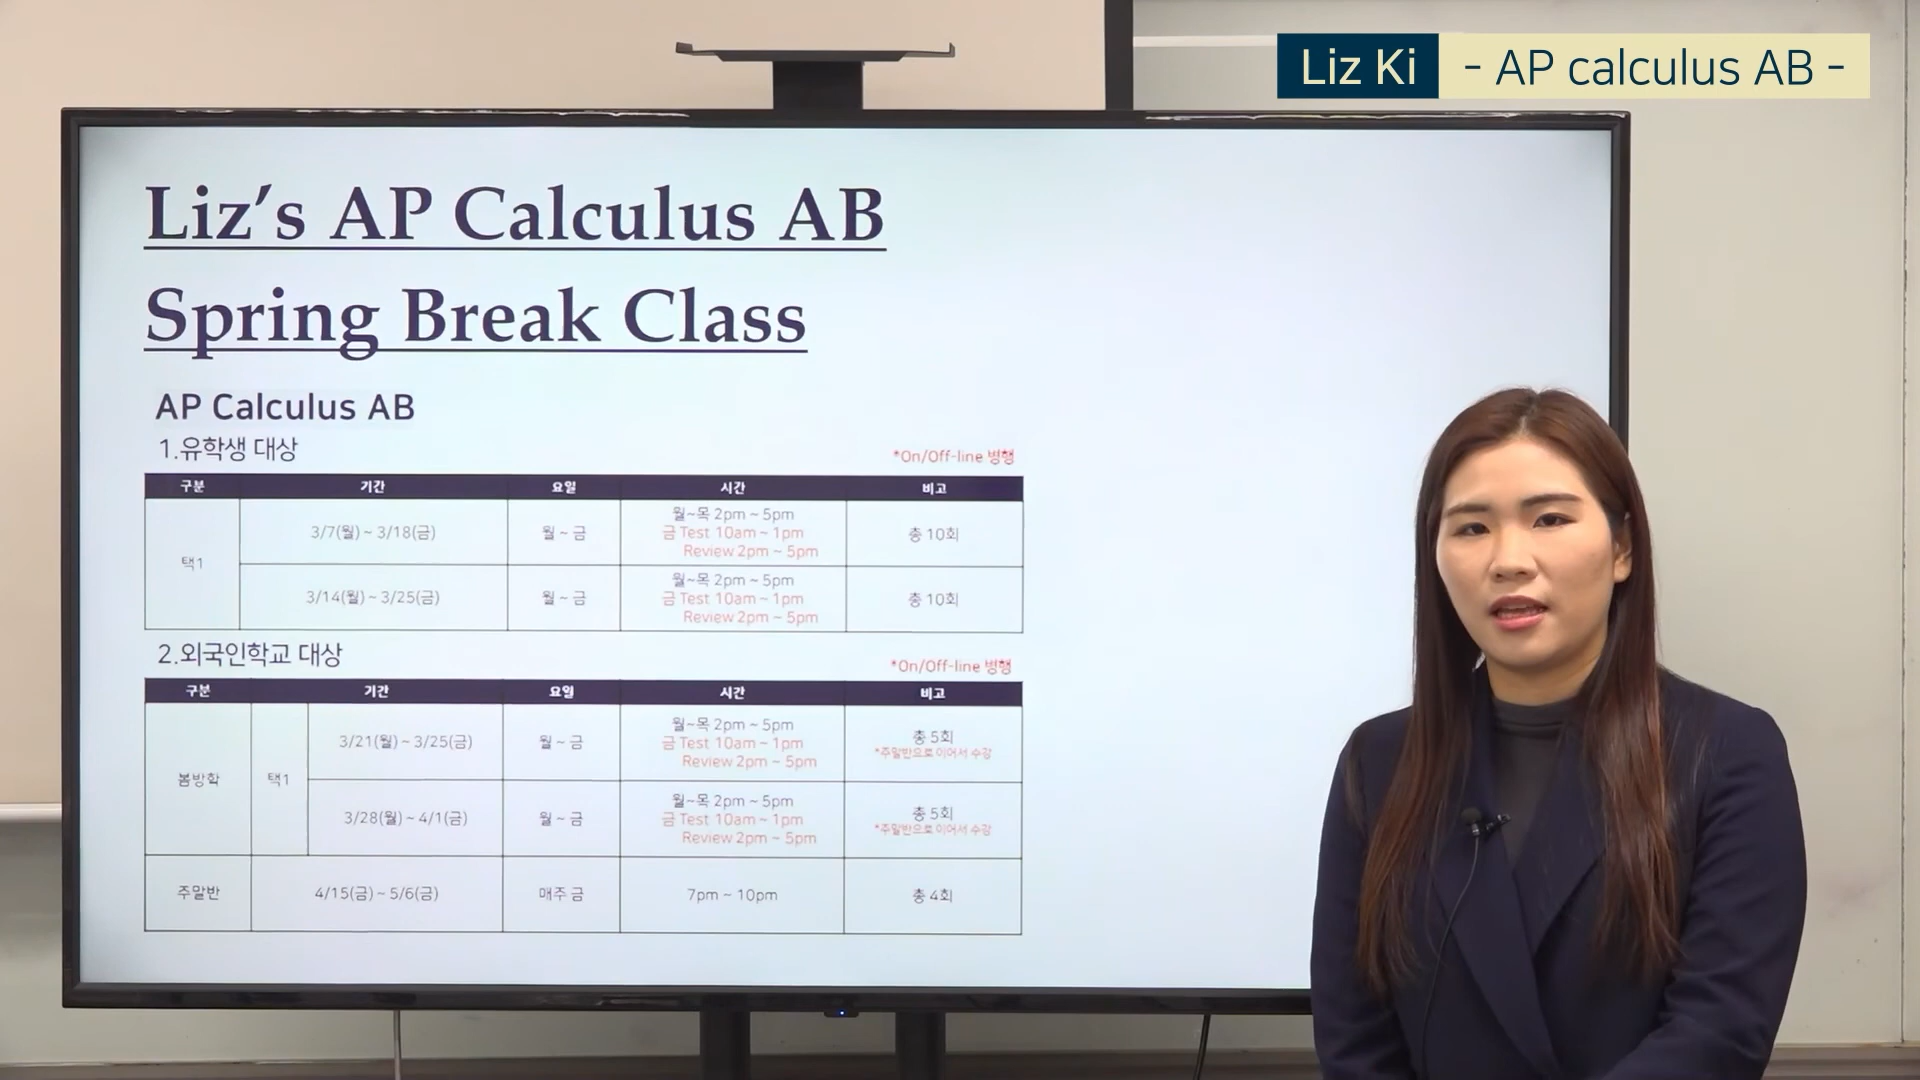 Liz Ki - AP calculus AB -
Liz's AP Calculus AB
Spring Break Class
AP Calculus AB
1.유학생 대상
*On/Off-line 병행
구분 기간 요일 시간 비고
택1
3/7(월) ~ 3/18(금) 월 ~ 금
월~목 2pm ~ 5pm
금 Test 10am ~ 1pm
Review 2pm ~ 5pm
총 10회
3/14(월) ~ 3/25(금) 월 ~ 금
월~목 2pm ~ 5pm
금 Test 10am ~ 1pm
Review 2pm ~ 5pm
총 10회
2.외국인학교 대상
*On/Off-line 병행
구분 기간 요일 시간 비고
봄방학 택1
3/21(월) ~ 3/25(금) 월 ~ 금
월~목 2pm ~ 5pm
금 Test 10am ~ 1pm
Review 2pm ~ 5pm
총 5회
*주말반으로 이어서 수강
3/28(월) ~ 4/1(금) 월 ~ 금
월~목 2pm ~ 5pm
금 Test 10am ~ 1pm
Review 2pm ~ 5pm
총 5회
*주말반으로 이어서 수강
주말반 4/15(금) ~ 5/6(금) 매주 금 7pm ~ 10pm 총 4회